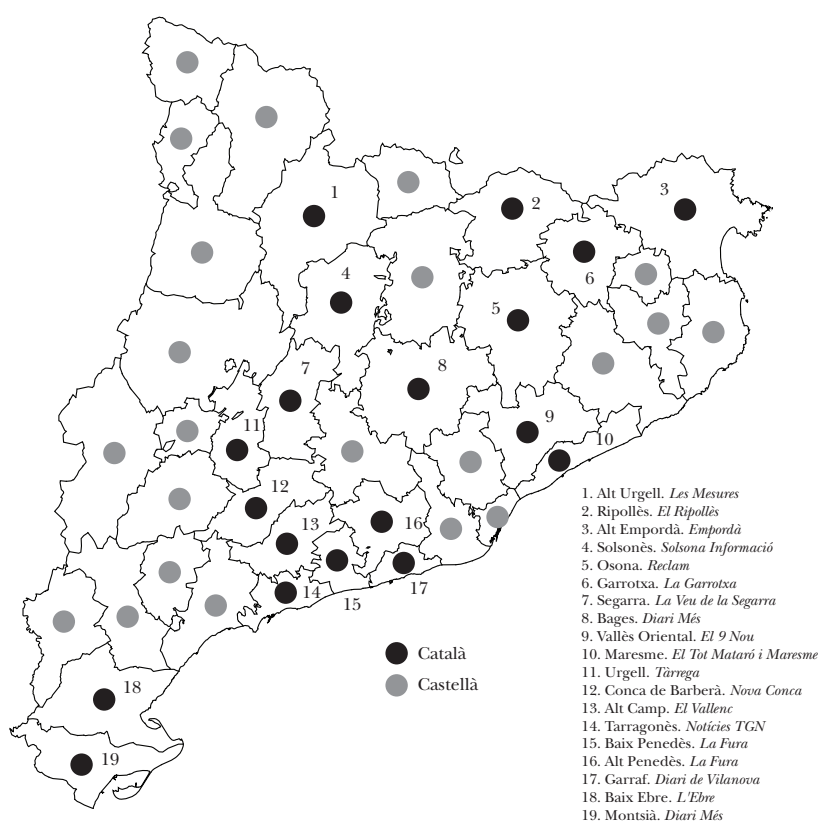 1
2
3
4
5
6
7
8
9
10
11
12
13
14
15
16
17
18
19
Català
Castellà
1. Alt Urgell. Les Mesures
2. Ripollès. El Ripollès
3. Alt Empordà. Empordà
4. Solsonès. Solsona Informació
5. Osona. Reclam
6. Garrotxa. La Garrotxa
7. Segarra. La Veu de la Segarra
8. Bages. Diari Més
9. Vallès Oriental. El 9 Nou
10. Maresme. El Tot Mataró i Maresme
11. Urgell. Tàrrega
12. Conca de Barberà. Nova Conca
13. Alt Camp. El Vallenc
14. Tarragonès. Notícies TGN
15. Baix Penedès. La Fura
16. Alt Penedès. La Fura
17. Garraf. Diari de Vilanova
18. Baix Ebre. L'Ebre
19. Montsià. Diari Més